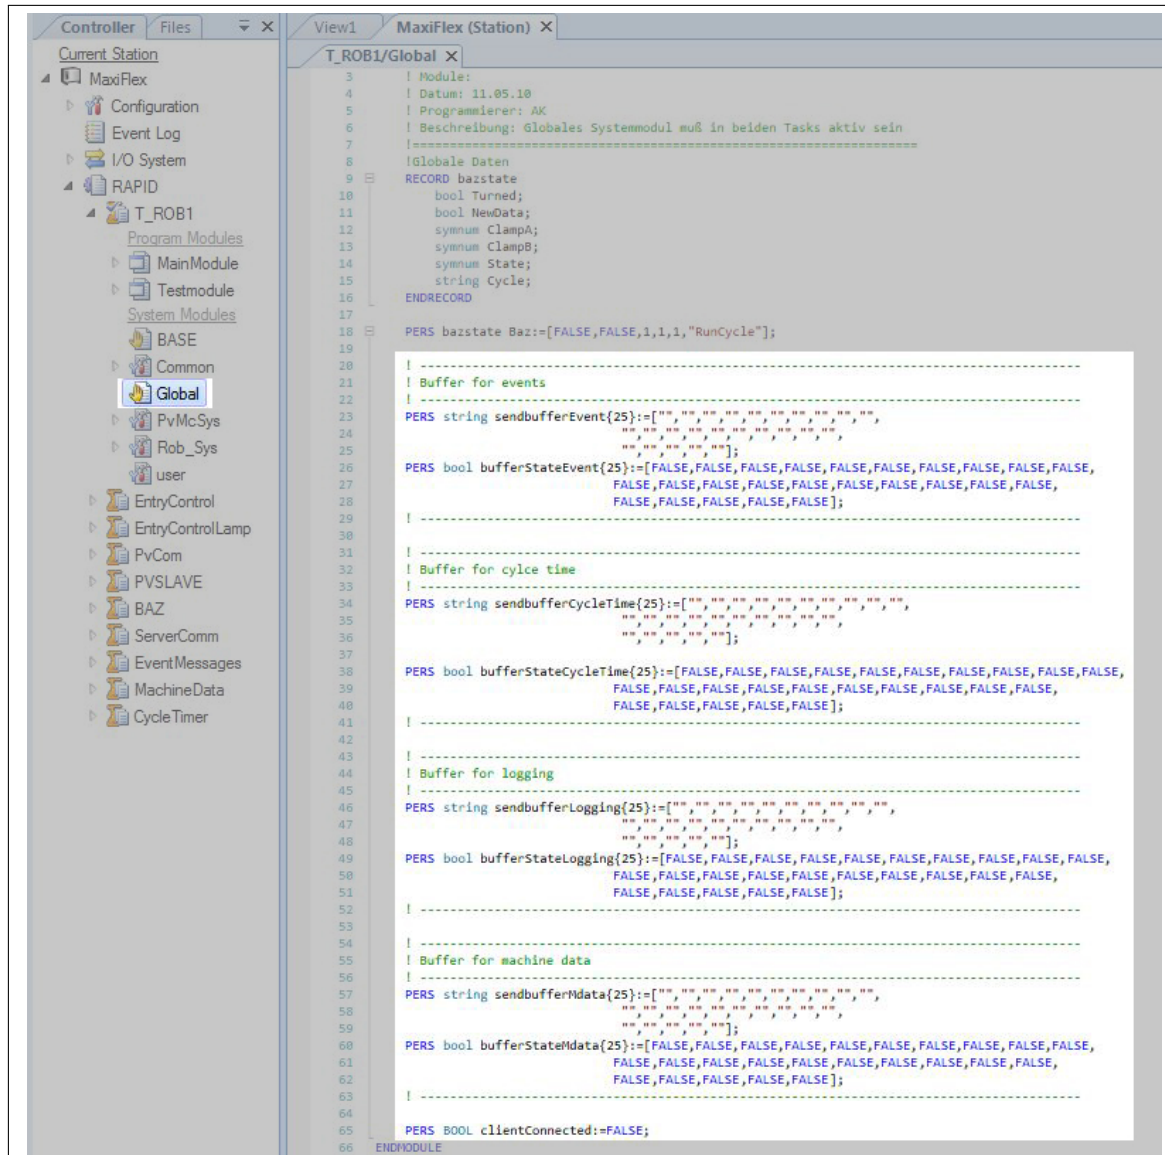 Controller Files
View1 MaxiFlex (Station) X
Current Station
T_ROB1/Global X
MaxiFlex
Configuration
Event Log
I/O System
RAPID
T_ROB1
Program Modules
MainModule
Testmodule
System Modules
BASE
Common
Global
PvMcSys
Rob_Sys
user
EntryControl
EntryControlLamp
PvCom
PVSLAVE
BAZ
ServerComm
EventMessages
MachineData
CycleTimer
3 ! Module:
4 ! Datum: 11.05.10
5 ! Programmierer: AK
6 ! Beschreibung: Globales Systemmodul muß in beiden Tasks aktiv sein
7 !====================================================================
8 !Globale Daten
9 RECORD bazstate
10 bool Turned;
11 bool NewData;
12 symnum ClampA;
13 symnum ClampB;
14 symnum State;
15 string Cycle;
16 ENDRECORD
17
18 PERS bazstate Baz:=[FALSE,FALSE,1,1,1,"RunCycle"];
19
20 ! ----------------------------------------------------------------------------------------
21 ! Buffer for events
22 ! ----------------------------------------------------------------------------------------
23 PERS string sendbufferEvent{25}:=["","","","","","","","","","",
24 "","","","","","","","","","",
25 "","","","",""];
26 PERS bool bufferStateEvent{25}:=[FALSE,FALSE,FALSE,FALSE,FALSE,FALSE,FALSE,FALSE,FALSE,FALSE,
27 FALSE,FALSE,FALSE,FALSE,FALSE,FALSE,FALSE,FALSE,FALSE,FALSE,
28 FALSE,FALSE,FALSE,FALSE,FALSE];
29 ! ----------------------------------------------------------------------------------------
30
31 ! ----------------------------------------------------------------------------------------
32 ! Buffer for cylce time
33 ! ----------------------------------------------------------------------------------------
34 PERS string sendbufferCycleTime{25}:=["","","","","","","","","","",
35 "","","","","","","","","","",
36 "","","","",""];
37
38 PERS bool bufferStateCycleTime{25}:=[FALSE,FALSE,FALSE,FALSE,FALSE,FALSE,FALSE,FALSE,FALSE,FALSE,
39 FALSE,FALSE,FALSE,FALSE,FALSE,FALSE,FALSE,FALSE,FALSE,FALSE,
40 FALSE,FALSE,FALSE,FALSE,FALSE];
41 ! ----------------------------------------------------------------------------------------
42
43 ! ----------------------------------------------------------------------------------------
44 ! Buffer for logging
45 ! ----------------------------------------------------------------------------------------
46 PERS string sendbufferLogging{25}:=["","","","","","","","","","",
47 "","","","","","","","","","",
48 "","","","",""];
49 PERS bool bufferStateLogging{25}:=[FALSE,FALSE,FALSE,FALSE,FALSE,FALSE,FALSE,FALSE,FALSE,FALSE,
50 FALSE,FALSE,FALSE,FALSE,FALSE,FALSE,FALSE,FALSE,FALSE,FALSE,
51 FALSE,FALSE,FALSE,FALSE,FALSE];
52 ! ----------------------------------------------------------------------------------------
53
54 ! ----------------------------------------------------------------------------------------
55 ! Buffer for machine data
56 ! ----------------------------------------------------------------------------------------
57 PERS string sendbufferMdata{25}:=["","","","","","","","","","",
58 "","","","","","","","","","",
59 "","","","",""];
60 PERS bool bufferStateMdata{25}:=[FALSE,FALSE,FALSE,FALSE,FALSE,FALSE,FALSE,FALSE,FALSE,FALSE,
61 FALSE,FALSE,FALSE,FALSE,FALSE,FALSE,FALSE,FALSE,FALSE,FALSE,
62 FALSE,FALSE,FALSE,FALSE,FALSE];
63 ! ----------------------------------------------------------------------------------------
64
65 PERS BOOL clientConnected:=FALSE;
66 ENDMODULE